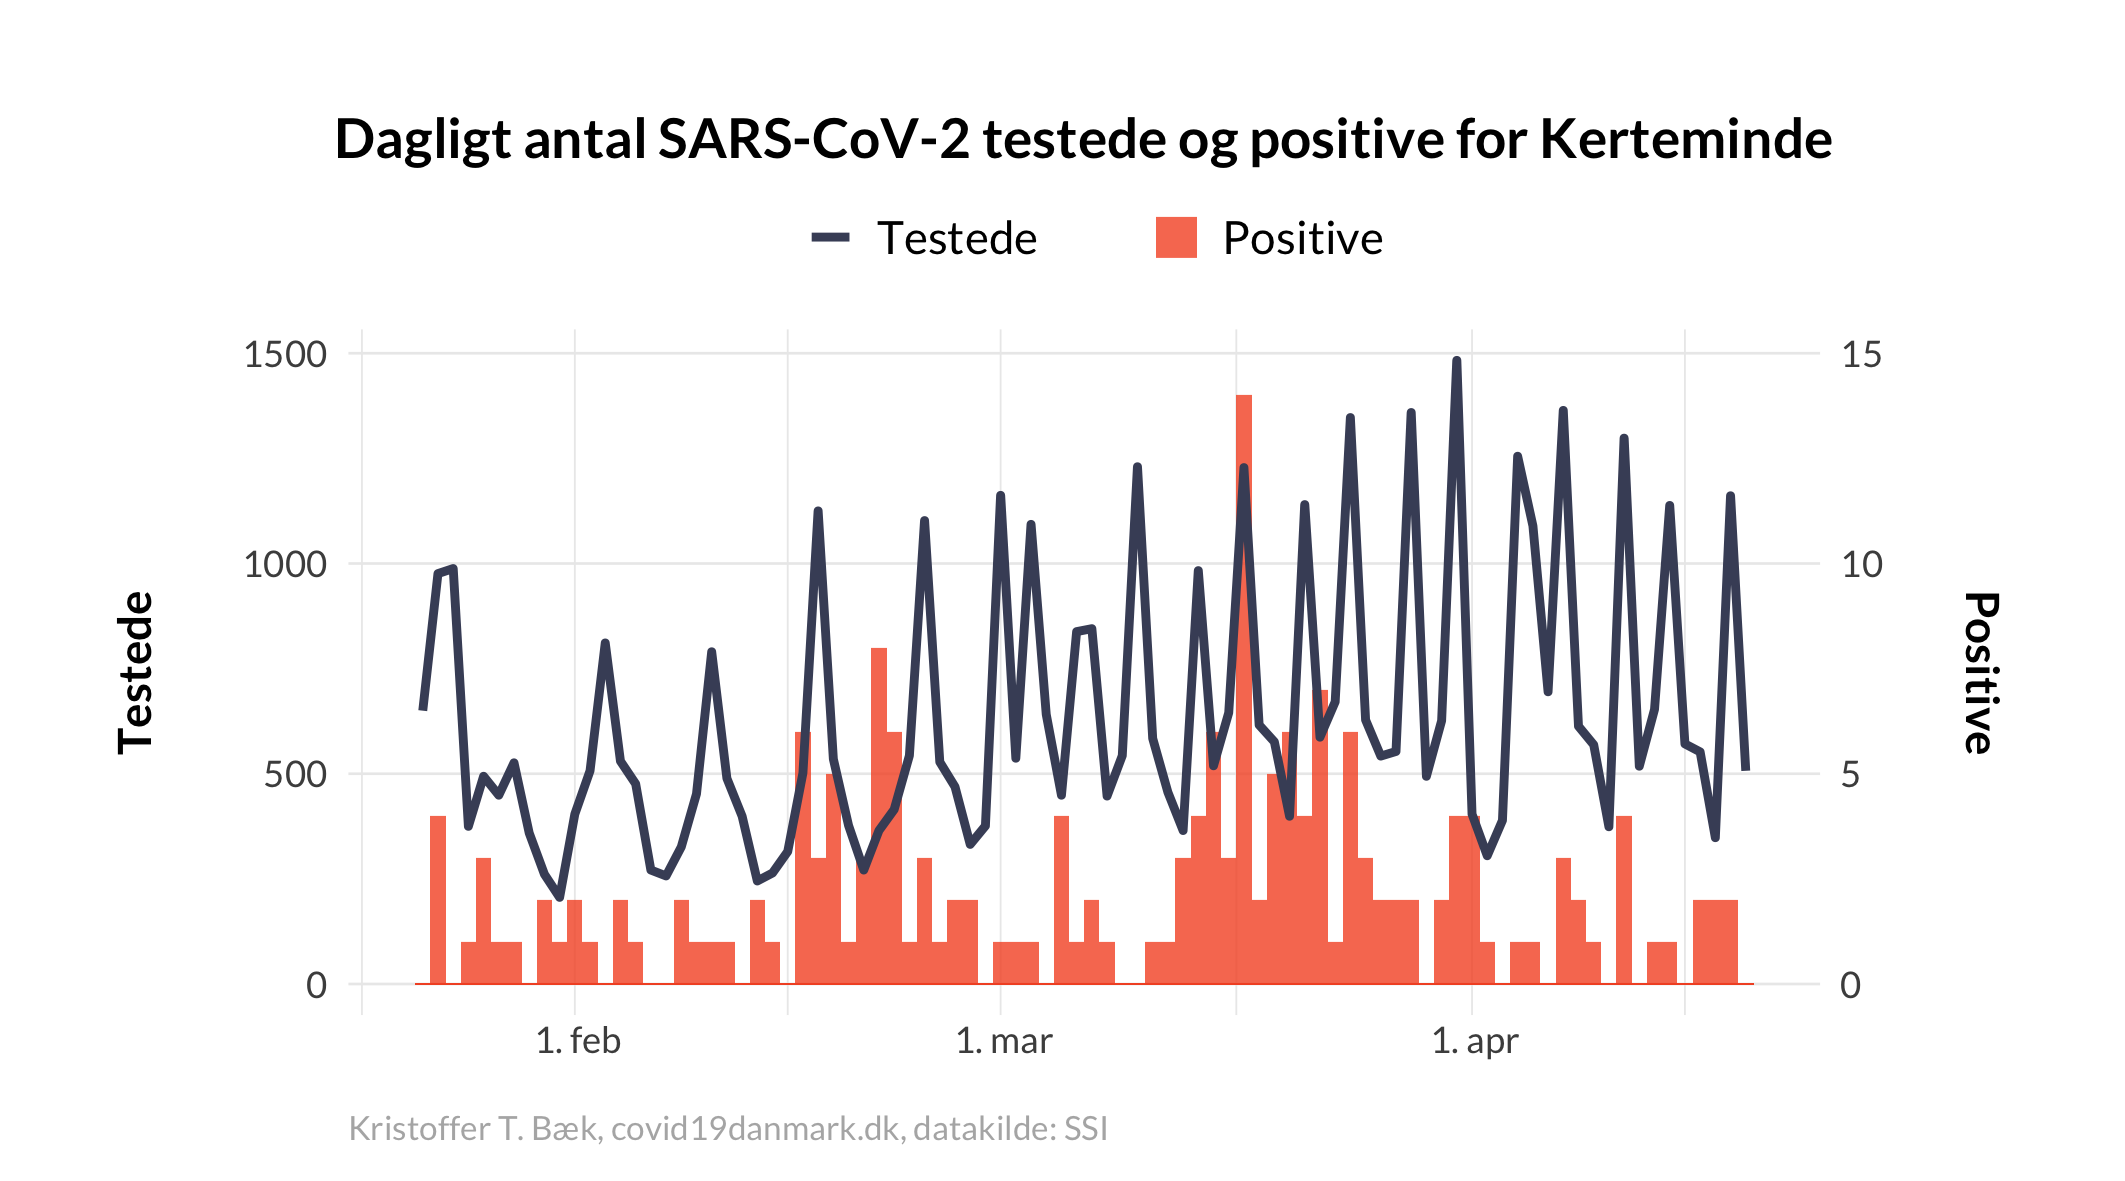 Dagligt antal SARS-CoV-2 testede og positive for Kerteminde
Testede Positive
1500 15
1000 10
500 5
0 0
Testede
Positive
1. feb 1. mar 1. apr
Kristoffer T. Bæk, covid19danmark.dk, datakilde: SSI